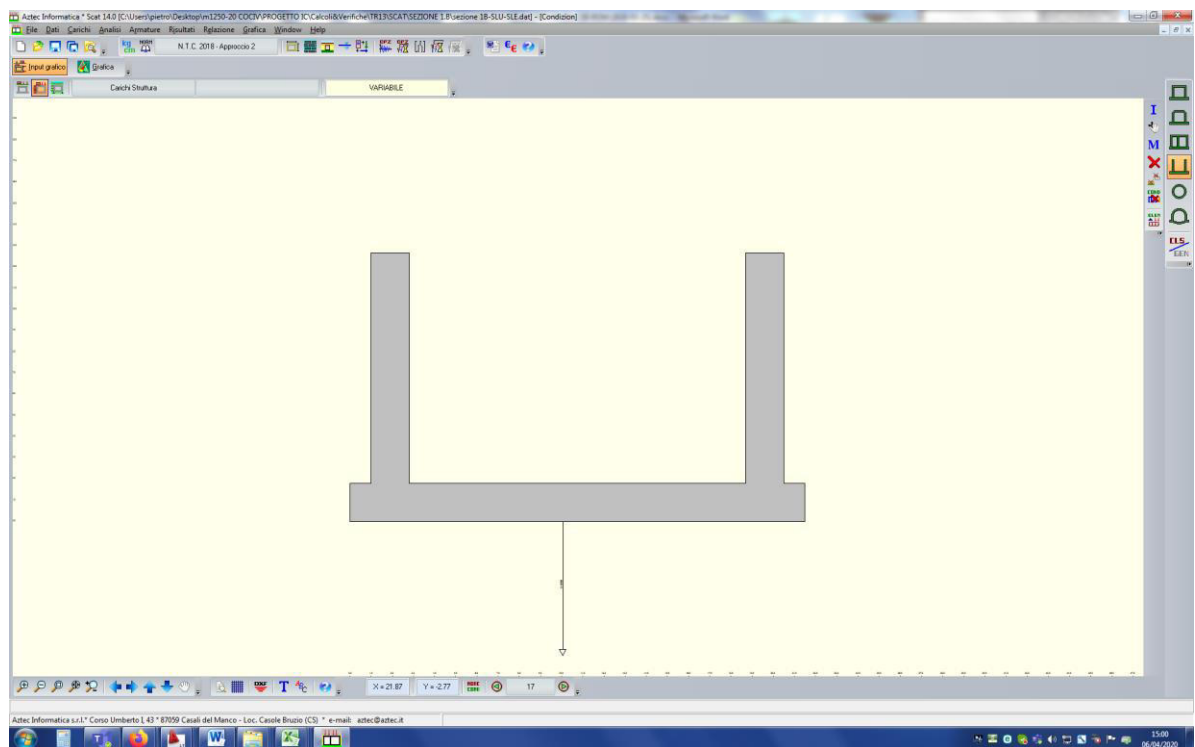 Aztec Informatica * Scat 14.0 [C:\Users\pietro\Desktop\m1250-20 COCIV\PROGETTO IC\Calcoli&Verifiche\TR13\SCAT\SEZIONE 1.B\sezione 1B-SLU-SLE.dat] - [Condizion]
File Dati Carichi Analisi Armature Risultati Relazione Grafica Window Help
N.T.C. 2018 - Approccio 2
Input grafico Grafica
Carichi Struttura VARIABILE
I
M
CLS
T
X = 21.87 Y = -2.77 17
Aztec Informatica s.r.l.* Corso Umberto I, 43 * 87059 Casali del Manco - Loc. Casole Bruzio (CS) * e-mail: aztec@aztec.it
15:00
06/04/2020